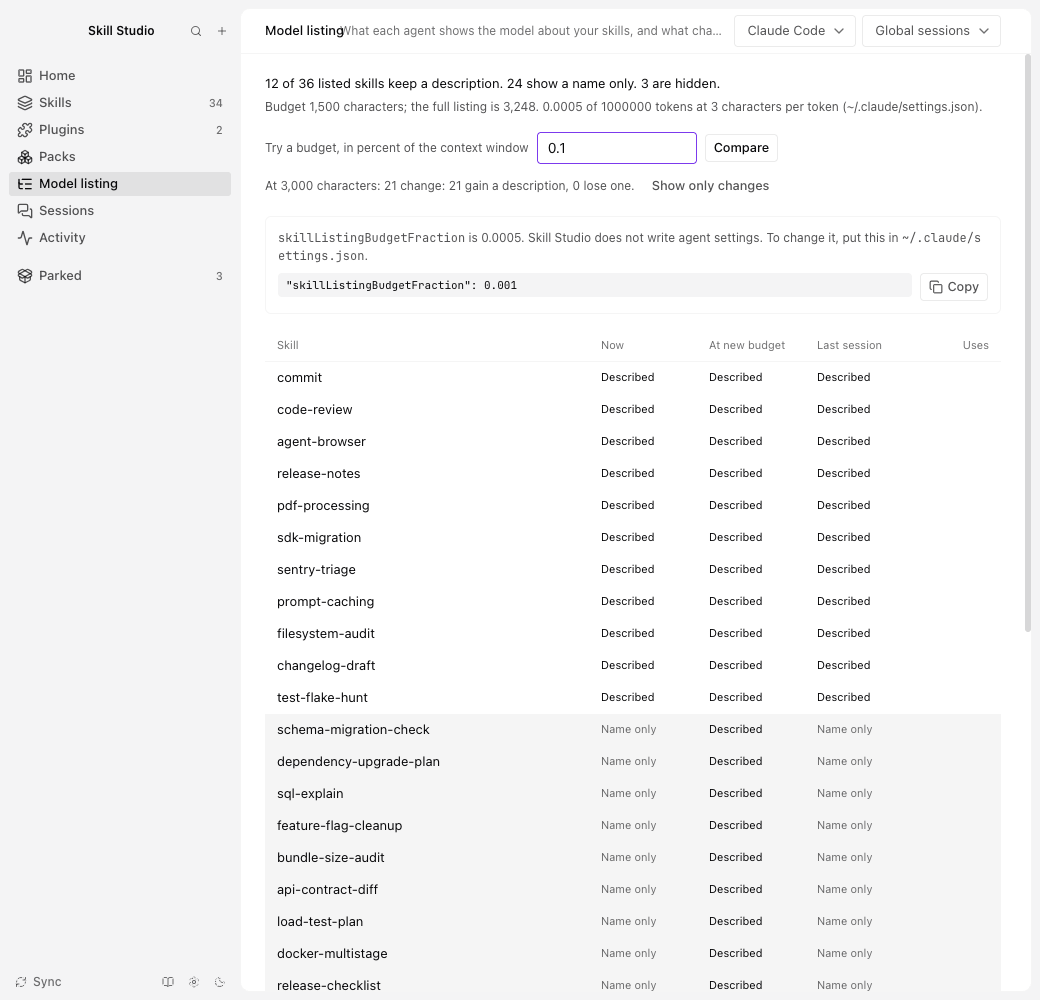 Skill Studio
Home
Skills 34
Plugins 2
Packs
Model listing
Sessions
Activity
Parked 3
Sync
Model listing What each agent shows the model about your skills, and what cha... Claude Code Global sessions
12 of 36 listed skills keep a description. 24 show a name only. 3 are hidden.
Budget 1,500 characters; the full listing is 3,248. 0.0005 of 1000000 tokens at 3 characters per token (~/.claude/settings.json).
Try a budget, in percent of the context window 0.1 Compare
At 3,000 characters: 21 change: 21 gain a description, 0 lose one. Show only changes
skillListingBudgetFraction is 0.0005. Skill Studio does not write agent settings. To change it, put this in ~/.claude/s
ettings.json.
"skillListingBudgetFraction": 0.001 Copy
Skill Now At new budget Last session Uses
commit Described Described Described
code-review Described Described Described
agent-browser Described Described Described
release-notes Described Described Described
pdf-processing Described Described Described
sdk-migration Described Described Described
sentry-triage Described Described Described
prompt-caching Described Described Described
filesystem-audit Described Described Described
changelog-draft Described Described Described
test-flake-hunt Described Described Described
schema-migration-check Name only Described Name only
dependency-upgrade-plan Name only Described Name only
sql-explain Name only Described Name only
feature-flag-cleanup Name only Described Name only
bundle-size-audit Name only Described Name only
api-contract-diff Name only Described Name only
load-test-plan Name only Described Name only
docker-multistage Name only Described Name only
release-checklist Name only Described Name only